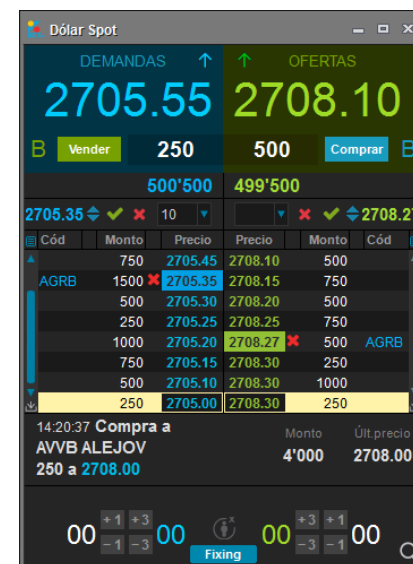 Dólar Spot
DEMANDAS OFERTAS
2705.55 2708.10
B Vender 250 500 Comprar B
500'500 499'500
2705.35 10 2708.2
Cód Monto Precio Precio Monto Cód
750 2705.45 2708.10 500
AGRB 1500 2705.35 2708.15 750
500 2705.30 2708.20 500
250 2705.25 2708.25 750
1000 2705.20 2708.27 500 AGRB
750 2705.15 2708.30 250
500 2705.10 2708.30 1000
250 2705.00 2708.30 250
14:20:37 Compra a Monto Últ.precio
AVVB ALEJOV 4'000 2708.00
250 a 2708.00
+1 +3 +3 +1
00 00 00 00
-1 -3 -3 -1
Fixing